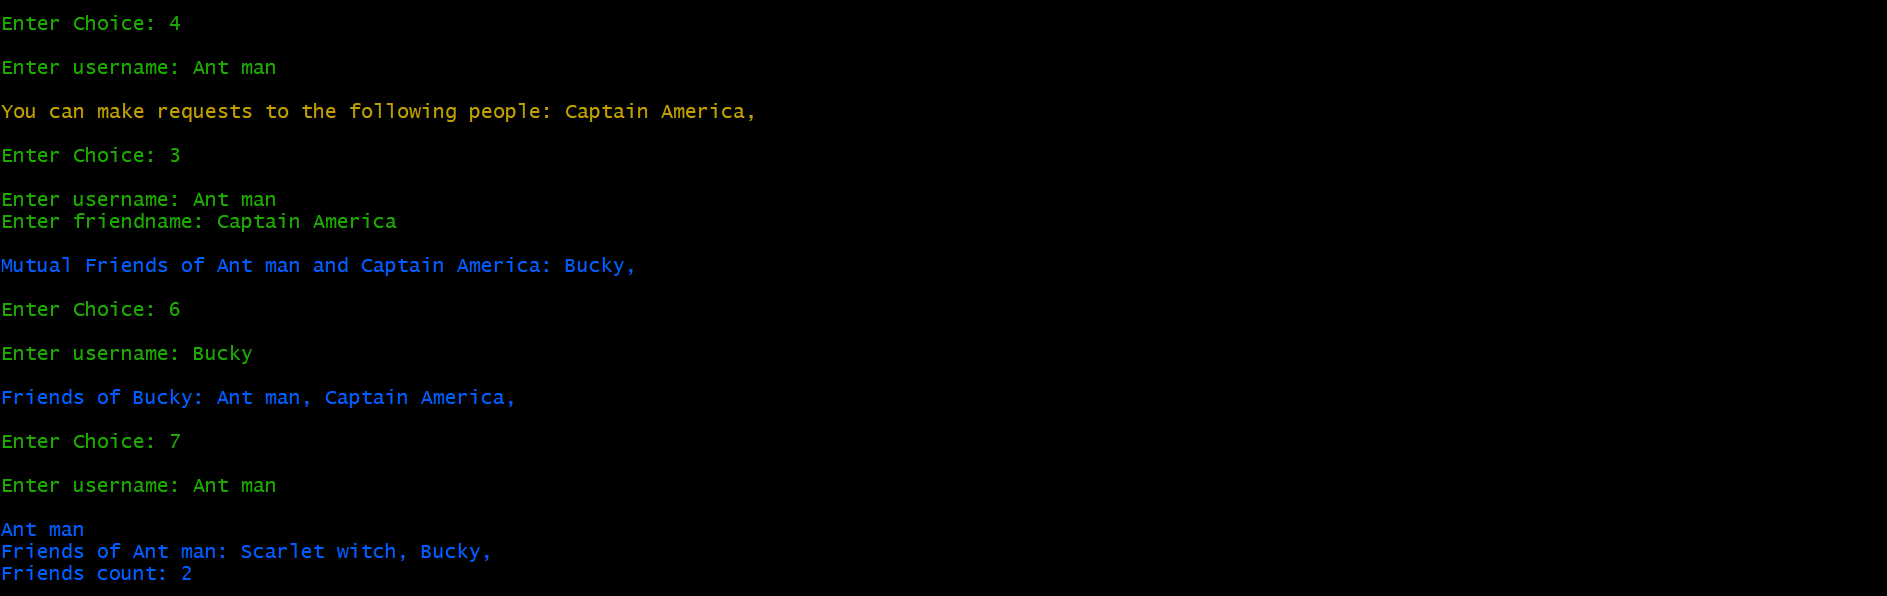 Enter Choice: 4
Enter username: Ant man
You can make requests to the following people: Captain America,
Enter Choice: 3
Enter username: Ant man
Enter friendname: Captain America
Mutual Friends of Ant man and Captain America: Bucky,
Enter Choice: 6
Enter username: Bucky
Friends of Bucky: Ant man, Captain America,
Enter Choice: 7
Enter username: Ant man
Ant man
Friends of Ant man: Scarlet witch, Bucky,
Friends count: 2